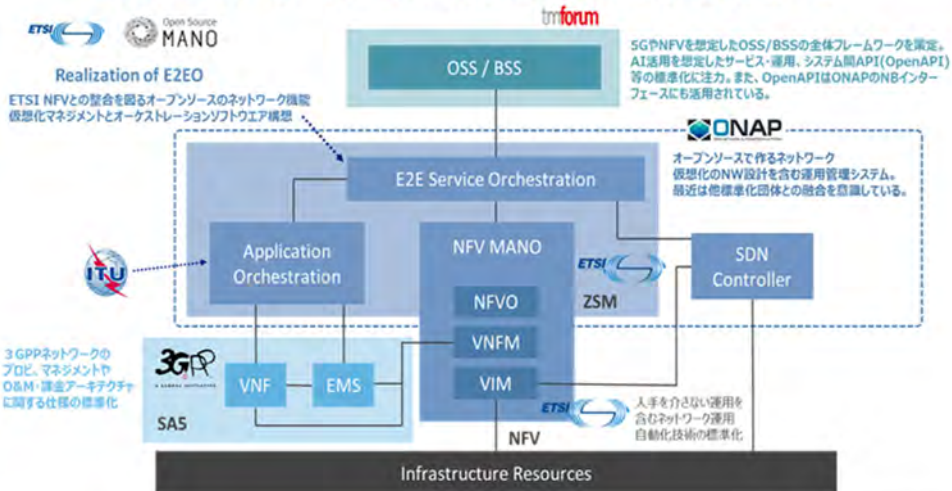 ETSI
Open Source
MANO
tmforum
Realization of E2EO
ETSI NFVとの整合を図るオープンソースのネットワーク機能
仮想化マネジメントとオーケストレーションソフトウエア構想
OSS / BSS
5GやNFVを想定したOSS/BSSの全体フレームワークを策定。
AI活用を想定したサービス・運用、システム間API(OpenAPI)
等の標準化に注力。また、OpenAPIはONAPのNBインター
フェースにも活用されている。
ONAP
オープンソースで作るネットワーク
仮想化のNW設計を含む運用管理システム。
最近は他標準化団体との融合を意識している。
E2E Service Orchestration
ITU
Application
Orchestration
NFV MANO
ETSI
ZSM
SDN
Controller
NFVO
VNFM
VIM
3GPPネットワークの
プロビ、マネジメントや
O&M・課金アーキテクチャ
に関する仕様の標準化
3GPP
A GLOBAL INITIATIVE
VNF
EMS
SA5
ETSI
人手を介さない運用を
含むネットワーク運用
自動化技術の標準化
NFV
Infrastructure Resources